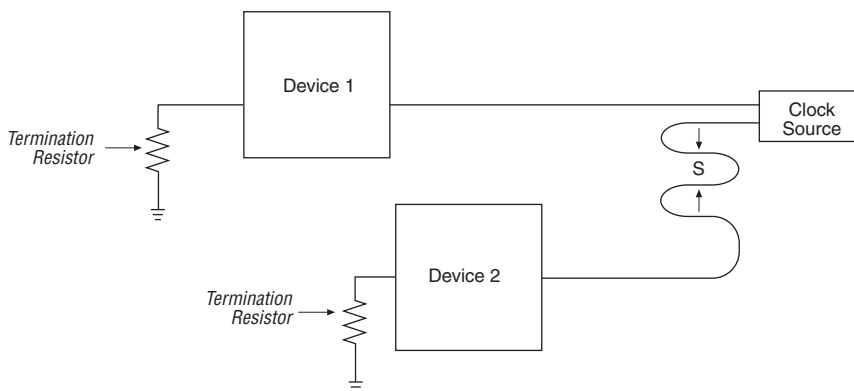 Device 1
Clock
Source
Termination
Resistor
S
Device 2
Termination
Resistor